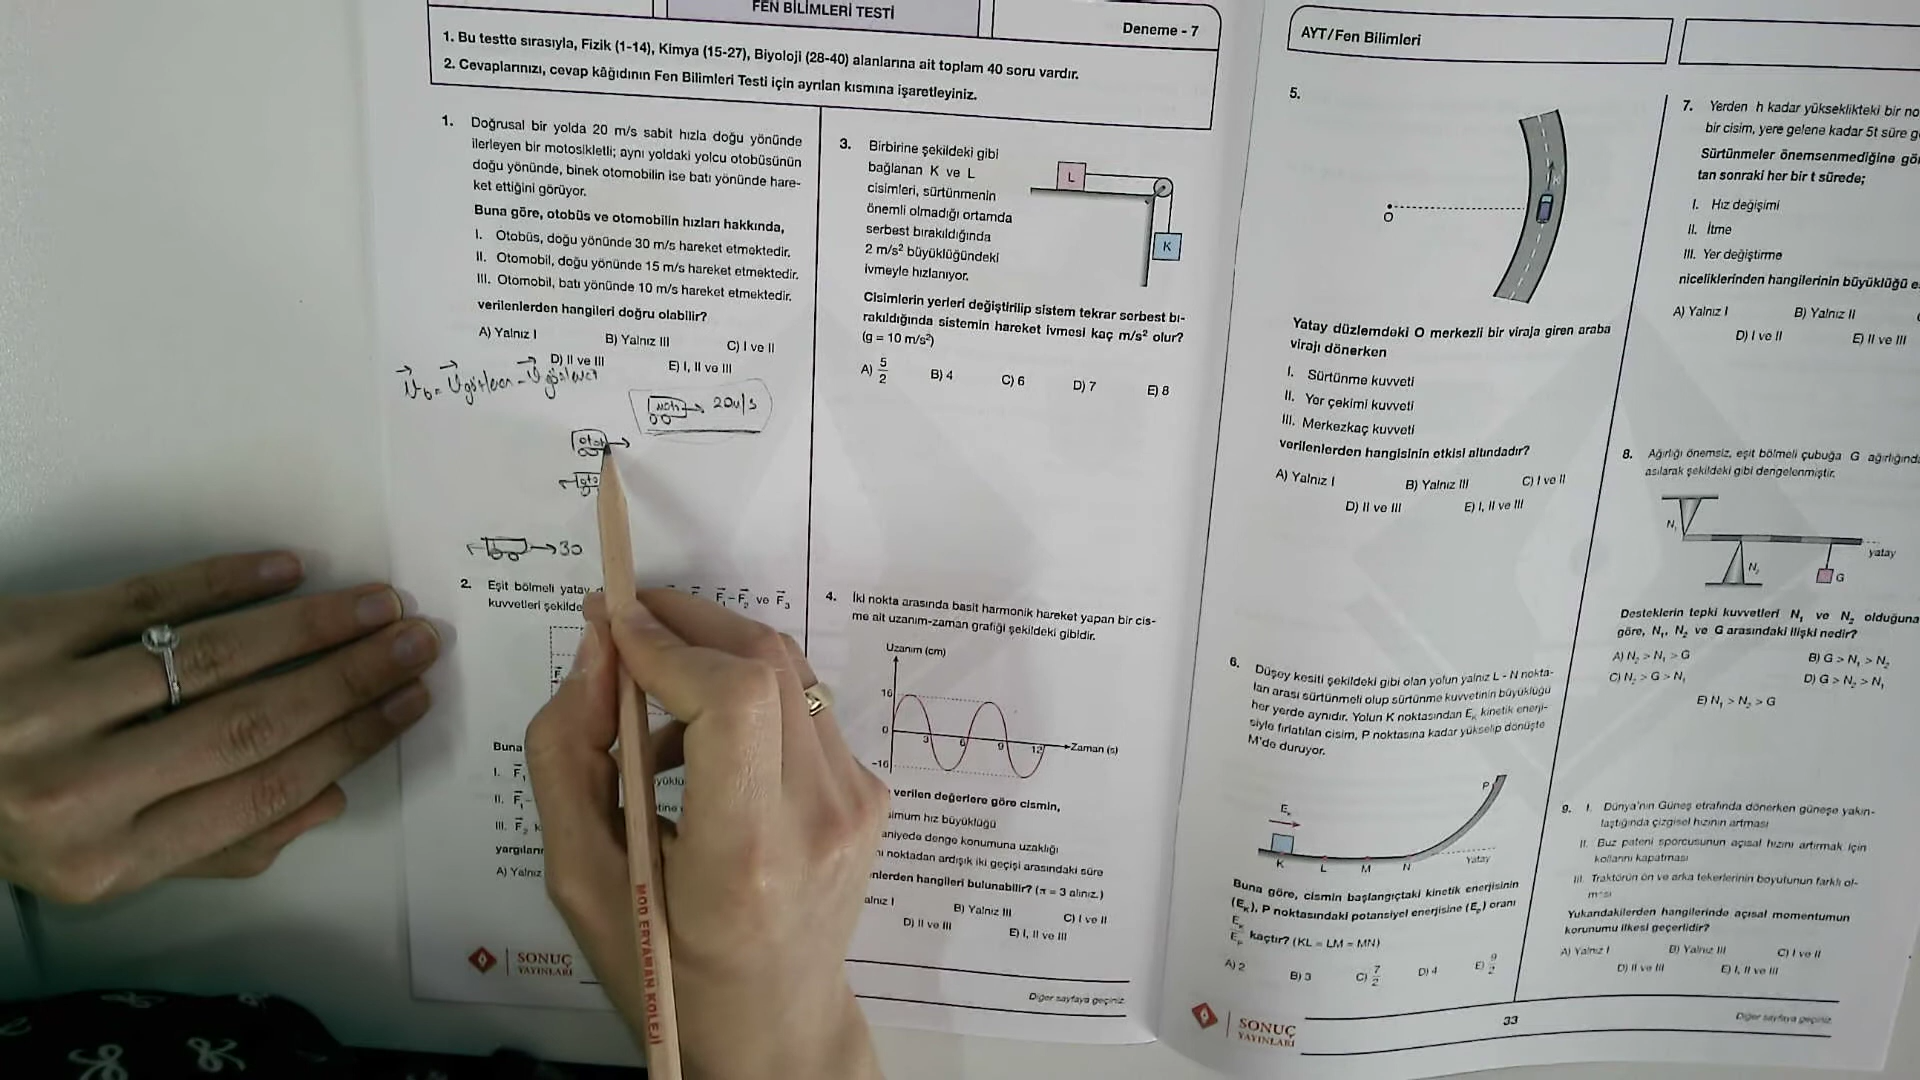 FEN BİLİMLERİ TESTİ
Deneme - 7
1. Bu testte sırasıyla, Fizik (1-14), Kimya (15-27), Biyoloji (28-40) alanlarına ait toplam 40 soru vardır.
2. Cevaplarınızı, cevap kâğıdının Fen Bilimleri Testi için ayrılan kısmına işaretleyiniz.
1. Doğrusal bir yolda 20 m/s sabit hızla doğu yönünde
ilerleyen bir motosikletli; aynı yoldaki yolcu otobüsünün
doğu yönünde, binek otomobilin ise batı yönünde hare-
ket ettiğini görüyor.
Buna göre, otobüs ve otomobilin hızları hakkında,
I. Otobüs, doğu yönünde 30 m/s hareket etmektedir.
II. Otomobil, doğu yönünde 15 m/s hareket etmektedir.
III. Otomobil, batı yönünde 10 m/s hareket etmektedir.
verilenlerden hangileri doğru olabilir?
A) Yalnız I B) Yalnız III C) I ve II
D) II ve III E) I, II ve III
20m/s
30
2. Eşit bölmeli yatay
kuvvetleri şekilde
F₁ - F₂ ve F₃
Buna
I. F₁
II. F₁ -
III. F₂
yargıların
A) Yalnız
SONUÇ
YAYINLARI
MOD ERYAMAN KOLEJİ
3. Birbirine şekildeki gibi
bağlanan K ve L
cisimleri, sürtünmenin
önemli olmadığı ortamda
serbest bırakıldığında
2 m/s² büyüklüğündeki
ivmeyle hızlanıyor.
L
K
Cisimlerin yerleri değiştirilip sistem tekrar serbest bı-
rakıldığında sistemin hareket ivmesi kaç m/s² olur?
(g = 10 m/s²)
A) 5/2 B) 4 C) 6 D) 7 E) 8
4. İki nokta arasında basit harmonik hareket yapan bir cis-
me ait uzanım-zaman grafiği şekildeki gibidir.
Uzanım (cm)
16
0
-16
3 6 9 12
Zaman (s)
verilen değerlere göre cismin,
simum hız büyüklüğü
aniyede denge konumuna uzaklığı
noktadan ardışık iki geçişi arasındaki süre
nlerden hangileri bulunabilir? (π = 3 alınız.)
alnız I B) Yalnız III C) I ve II
D) II ve III E) I, II ve III
Diğer sayfaya geçiniz.
AYT/Fen Bilimleri
5.
O
Yatay düzlemdeki O merkezli bir viraja giren araba
virajı dönerken
I. Sürtünme kuvveti
II. Yer çekimi kuvveti
III. Merkezkaç kuvveti
verilenlerden hangisinin etkisi altındadır?
A) Yalnız I B) Yalnız III C) I ve II
D) II ve III E) I, II ve III
6. Düşey kesiti şekildeki gibi olan yolun yalnız L - N nokta-
ları arası sürtünmeli olup sürtünme kuvvetinin büyüklüğü
her yerde aynıdır. Yolun K noktasından Eₖ kinetik enerji-
siyle fırlatılan cisim, P noktasına kadar yükselip dönüşte
M'de duruyor.
Eₖ
K L M N P
Yatay
Buna göre, cismin başlangıçtaki kinetik enerjisinin
(Eₖ), P noktasındaki potansiyel enerjisine (Eₚ) oranı
Eₖ/Eₚ kaçtır? (KL = LM = MN)
A) 2 B) 3 C) 7/2 D) 4 E) 9/2
SONUÇ
YAYINLARI
33
7. Yerden h kadar yükseklikteki bir no
bir cisim, yere gelene kadar 5t süre g
Sürtünmeler önemsenmediğine gö
tan sonraki her bir t sürede;
I. Hız değişimi
II. İtme
III. Yer değiştirme
niceliklerinden hangilerinin büyüklüğü e
A) Yalnız I B) Yalnız II
D) I ve II E) II ve III
8. Ağırlığı önemsiz, eşit bölmeli çubuğa G ağırlığında
asılarak şekildeki gibi dengelenmiştir.
N₁
N₂
yatay
G
Desteklerin tepki kuvvetleri N₁ ve N₂ olduğuna
göre, N₁, N₂ ve G arasındaki ilişki nedir?
A) N₂ > N₁ > G B) G > N₁ > N₂
C) N₂ > G > N₁ D) G > N₂ > N₁
E) N₁ > N₂ > G
9. I. Dünya'nın Güneş etrafında dönerken güneşe yakın-
laştığında çizgisel hızının artması
II. Buz pateni sporcusunun açısal hızını artırmak için
kollarını kapatması
III. Traktörün ön ve arka tekerlerinin boyutunun farklı ol-
ması
Yukarıdakilerden hangilerinde açısal momentumun
korunumu ilkesi geçerlidir?
A) Yalnız I B) Yalnız III C) I ve II
D) II ve III E) I, II ve III
Diğer sayfaya geçiniz.